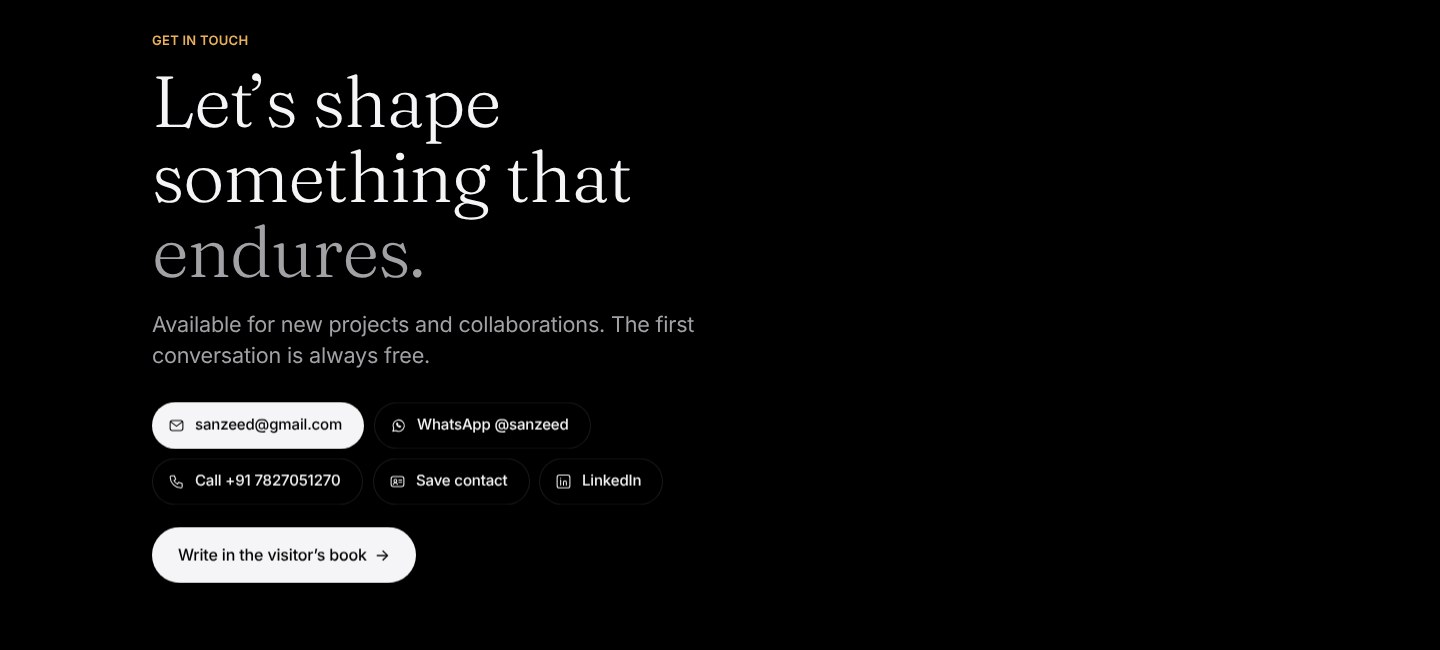 GET IN TOUCH
Let’s shape
something that
endures.
Available for new projects and collaborations. The first
conversation is always free.
sanzeed@gmail.com
WhatsApp @sanzeed
Call +91 7827051270
Save contact
LinkedIn
Write in the visitor’s book →